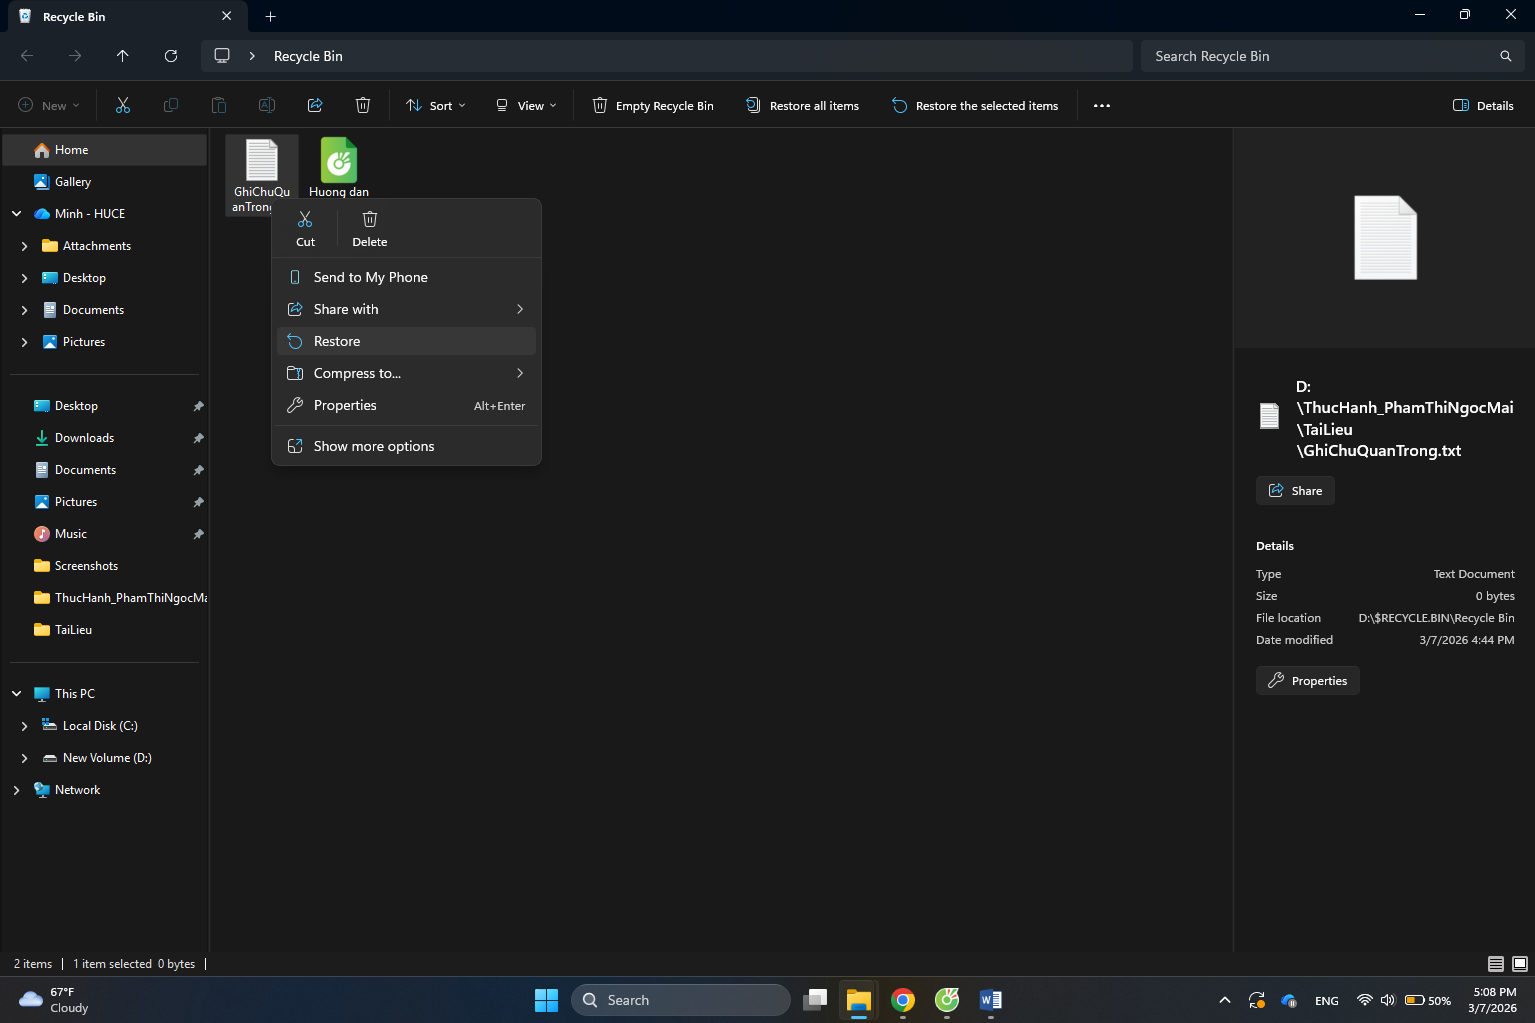 Recycle Bin
Recycle Bin
Search Recycle Bin
New
Sort
View
Empty Recycle Bin
Restore all items
Restore the selected items
Details
Home
Gallery
Minh - HUCE
Attachments
Desktop
Documents
Pictures
Desktop
Downloads
Documents
Pictures
Music
Screenshots
ThucHanh_PhamThiNgocMa
TaiLieu
This PC
Local Disk (C:)
New Volume (D:)
Network
GhiChuQu
anTrong
Huong dan
Cut
Delete
Send to My Phone
Share with
Restore
Compress to...
Properties Alt+Enter
Show more options
D:
\ThucHanh_PhamThiNgocMai
\TaiLieu
\GhiChuQuanTrong.txt
Share
Details
Type Text Document
Size 0 bytes
File location D:\$RECYCLE.BIN\Recycle Bin
Date modified 3/7/2026 4:44 PM
Properties
2 items | 1 item selected 0 bytes |
67°F
Cloudy
Search
ENG
50%
5:08 PM
3/7/2026